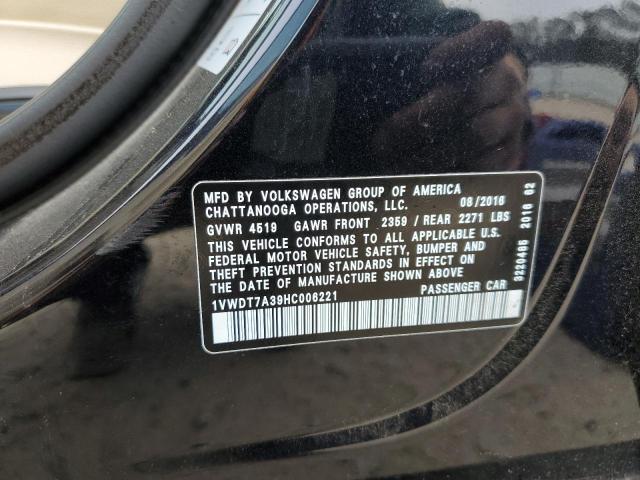 MFD BY VOLKSWAGEN GROUP OF AMERICA
CHATTANOOGA OPERATIONS, LLC. 08/2016
GVWR 4519 GAWR FRONT 2359 / REAR 2271 LBS
THIS VEHICLE CONFORMS TO ALL APPLICABLE U.S.
FEDERAL MOTOR VEHICLE SAFETY, BUMPER AND
THEFT PREVENTION STANDARDS IN EFFECT ON
THE DATE OF MANUFACTURE SHOWN ABOVE
1VWDT7A39HC006221 PASSENGER CAR
3220485 2016 62